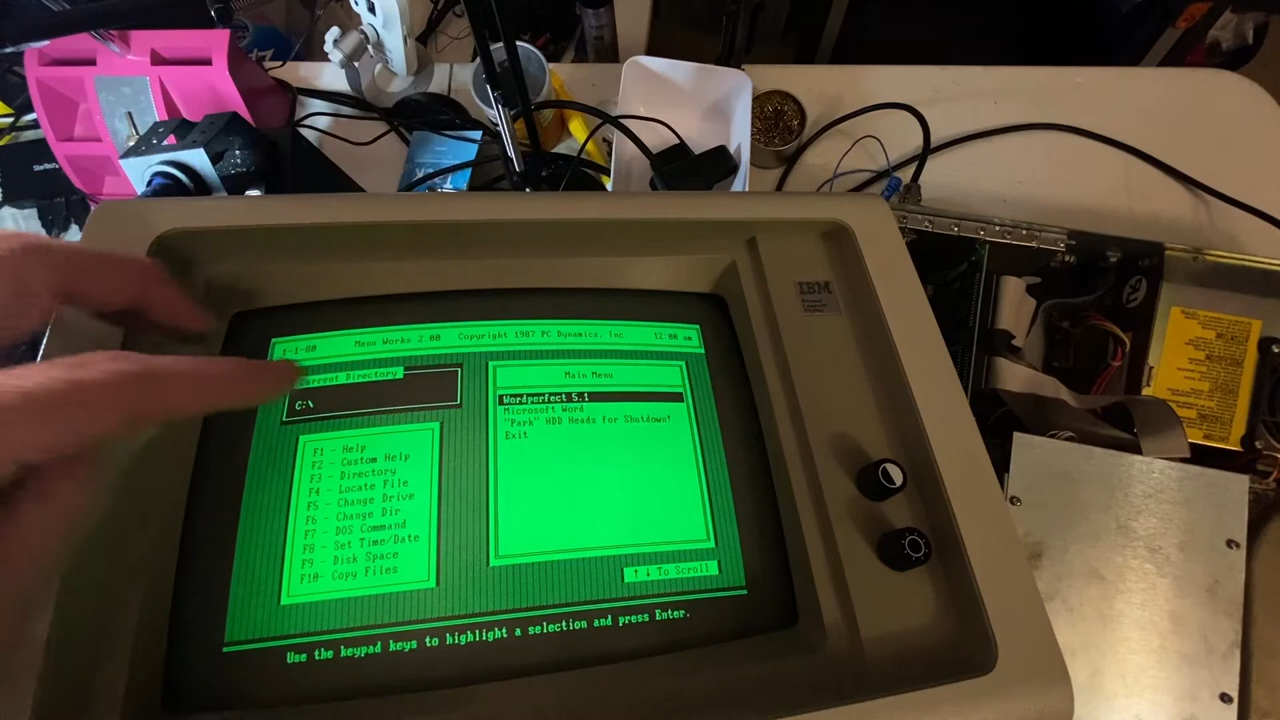 IBM
Personal
Computer
Display
1-1-80 Menu Works 2.00 Copyright 1987 PC Dynamics, Inc. 12:00 am
Current Directory
C:\
Main Menu
Wordperfect 5.1
Microsoft Word
"Park" HDD Heads for Shutdown!
Exit
F1 - Help
F2 - Custom Help
F3 - Directory
F4 - Locate File
F5 - Change Drive
F6 - Change Dir
F7 - DOS Command
F8 - Set Time/Date
F9 - Disk Space
F10- Copy Files
↑ ↓ To Scroll
Use the keypad keys to highlight a selection and press Enter.